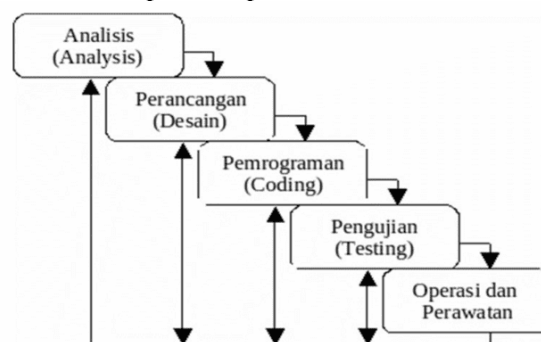 Analisis
(Analysis)
Perancangan
(Desain)
Pemrograman
(Coding)
Pengujian
(Testing)
Operasi dan
Perawatan